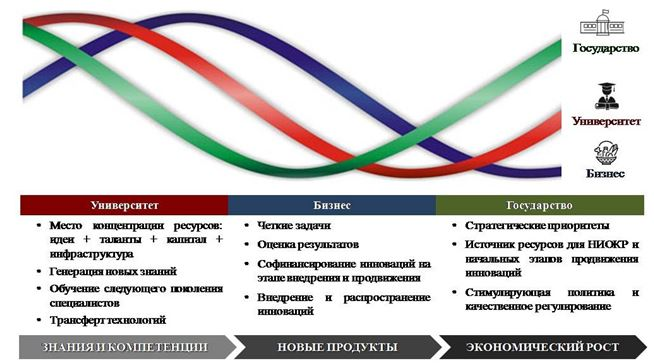 Государство
Университет
Бизнес
Университет
• Место концентрации ресурсов:
идеи + таланты + капитал +
инфраструктура
• Генерация новых знаний
• Обучение следующего поколения
специалистов
• Трансферт технологий
Бизнес
• Четкие задачи
• Оценка результатов
• Софинансирование инноваций на
этапе внедрения и продвижения
• Внедрение и распространение
инноваций
Государство
• Стратегические приоритеты
• Источник ресурсов для НИОКР и
начальных этапов продвижения
инноваций
• Стимулирующая политика и
качественное регулирование
ЗНАНИЯ И КОМПЕТЕНЦИИ
НОВЫЕ ПРОДУКТЫ
ЭКОНОМИЧЕСКИЙ РОСТ